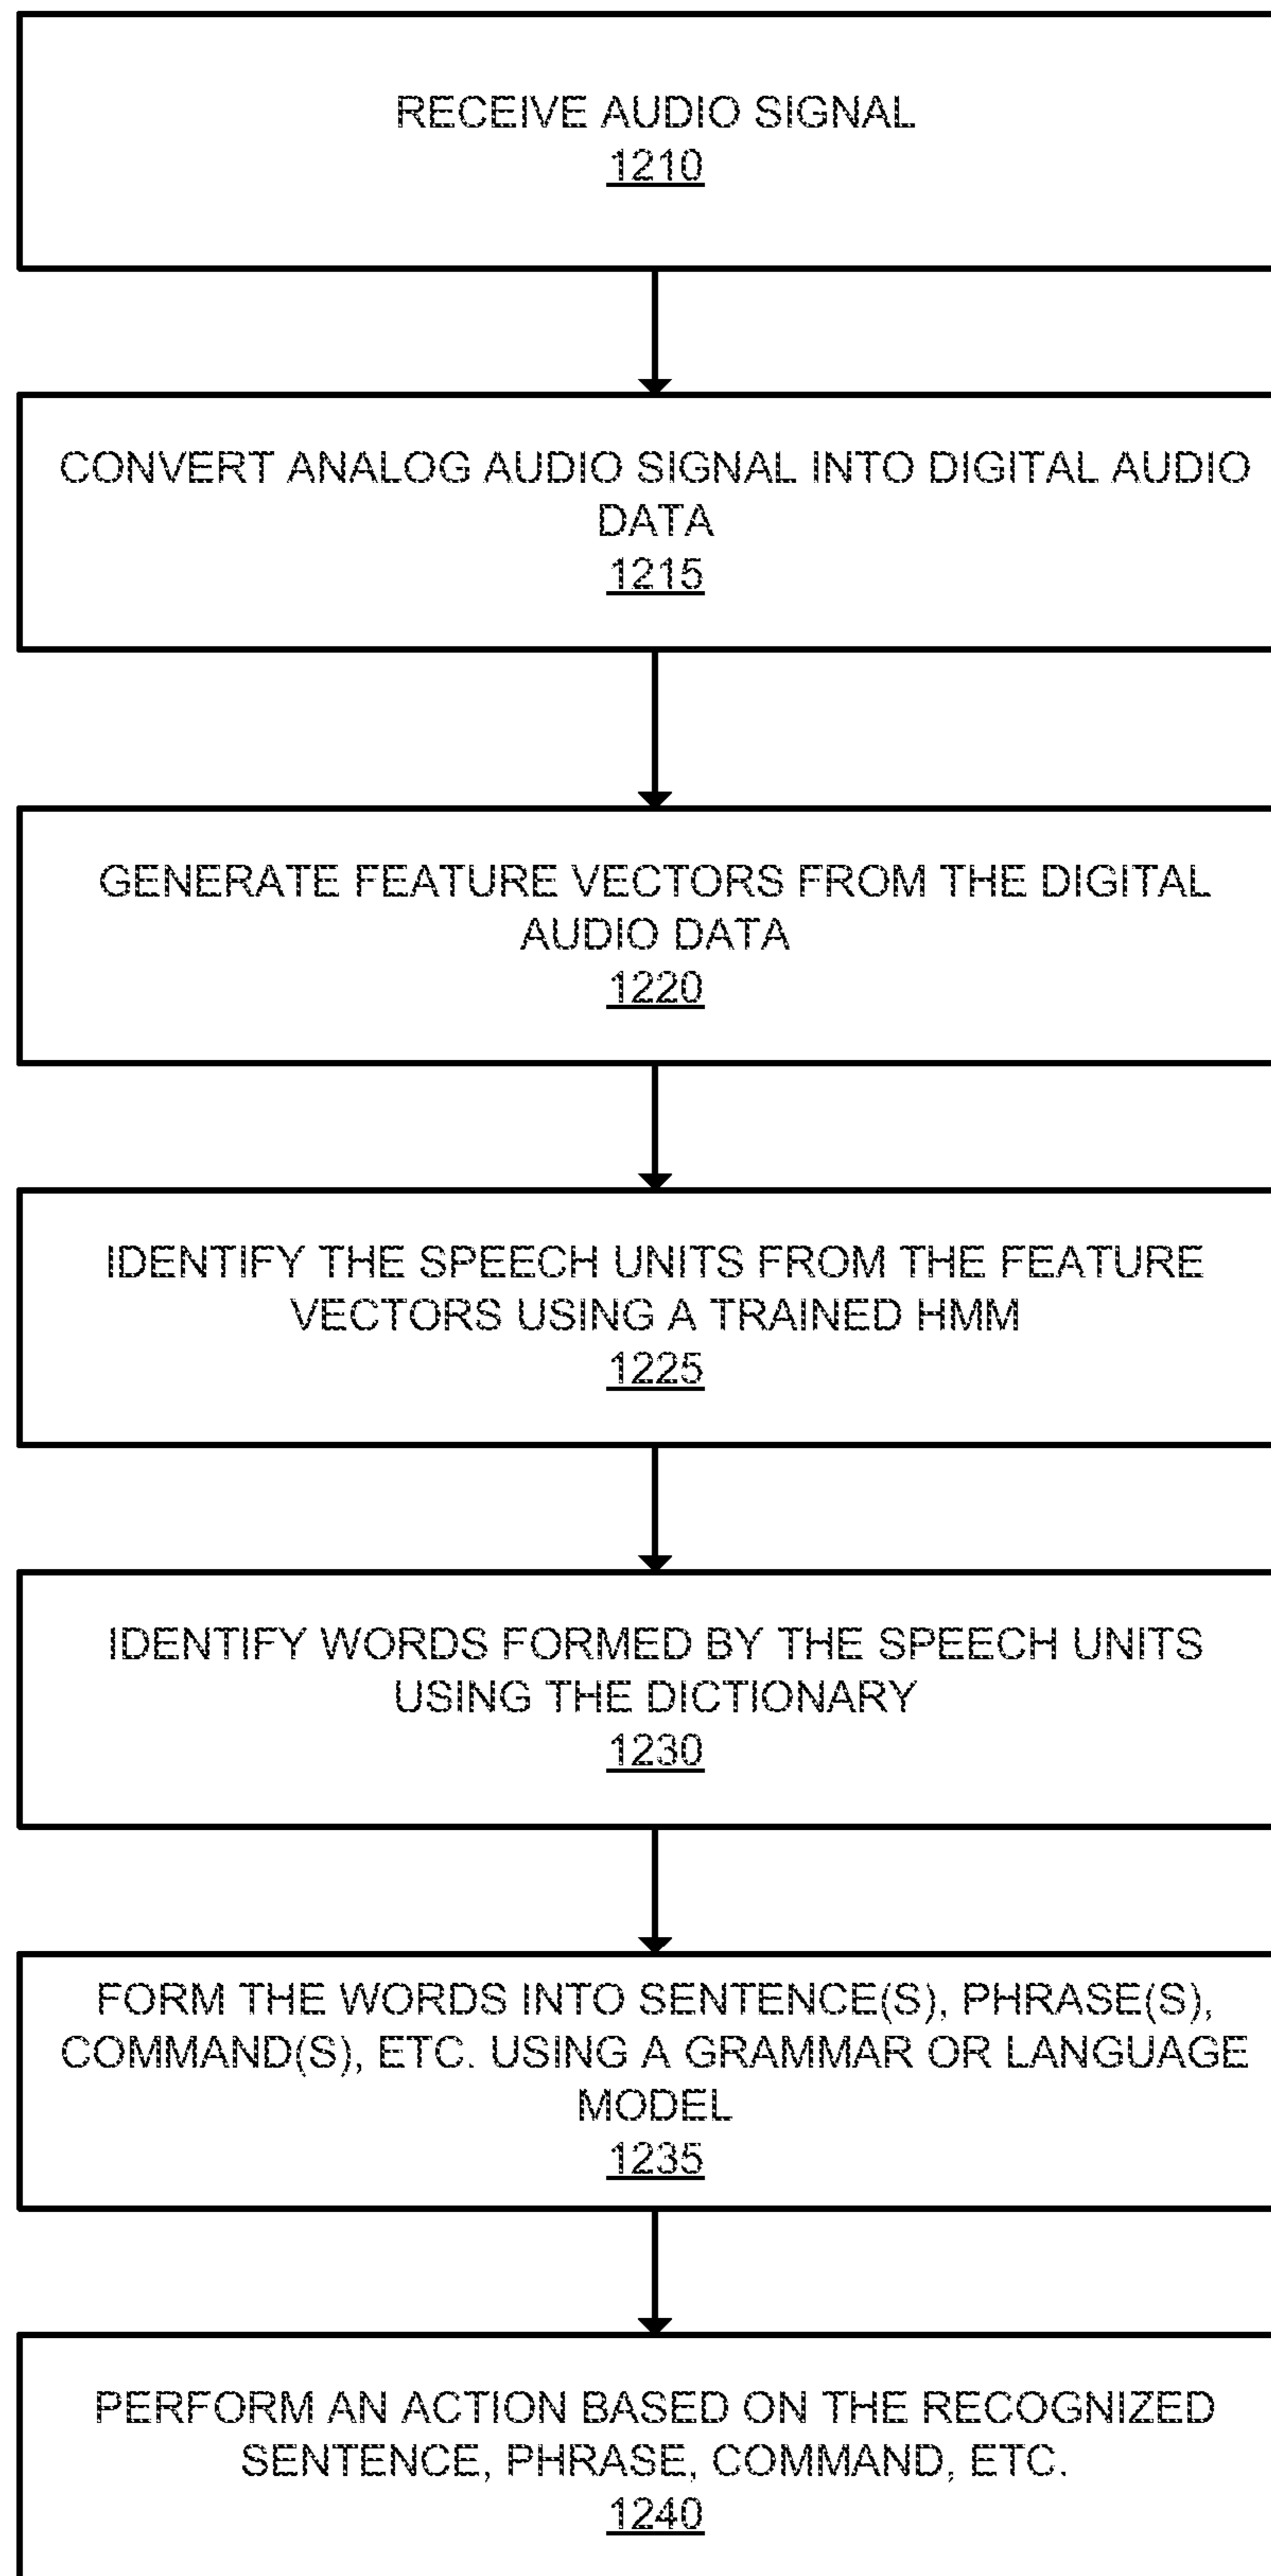 RECEIVE AUDIO SIGNAL
1210
CONVERT ANALOG AUDIO SIGNAL INTO DIGITAL AUDIO
DATA
1215
GENERATE FEATURE VECTORS FROM THE DIGITAL
AUDIO DATA
1220
IDENTIFY THE SPEECH UNITS FROM THE FEATURE
VECTORS USING A TRAINED HMM
1225
IDENTIFY WORDS FORMED BY THE SPEECH UNITS
USING THE DICTIONARY
1230
FORM THE WORDS INTO SENTENCE(S), PHRASE(S),
COMMAND(S), ETC. USING A GRAMMAR OR LANGUAGE
MODEL
1235
PERFORM AN ACTION BASED ON THE RECOGNIZED
SENTENCE, PHRASE, COMMAND, ETC.
1240